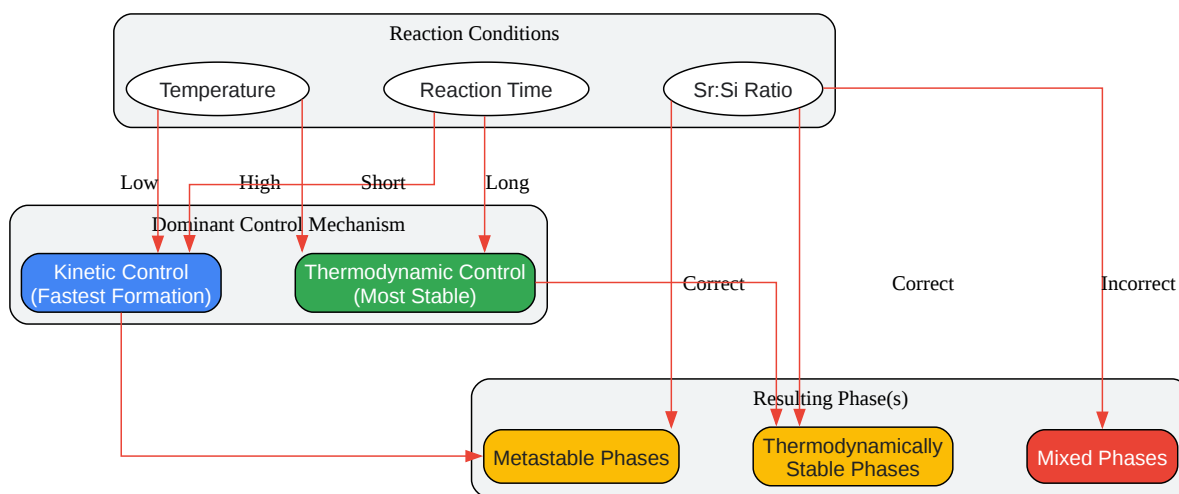 Reaction Conditions
Temperature
Reaction Time
Sr:Si Ratio
Low
High
Short
Long
Dominant Control Mechanism
Kinetic Control
(Fastest Formation)
Thermodynamic Control
(Most Stable)
Correct
Correct
Incorrect
Resulting Phase(s)
Metastable Phases
Thermodynamically
Stable Phases
Mixed Phases